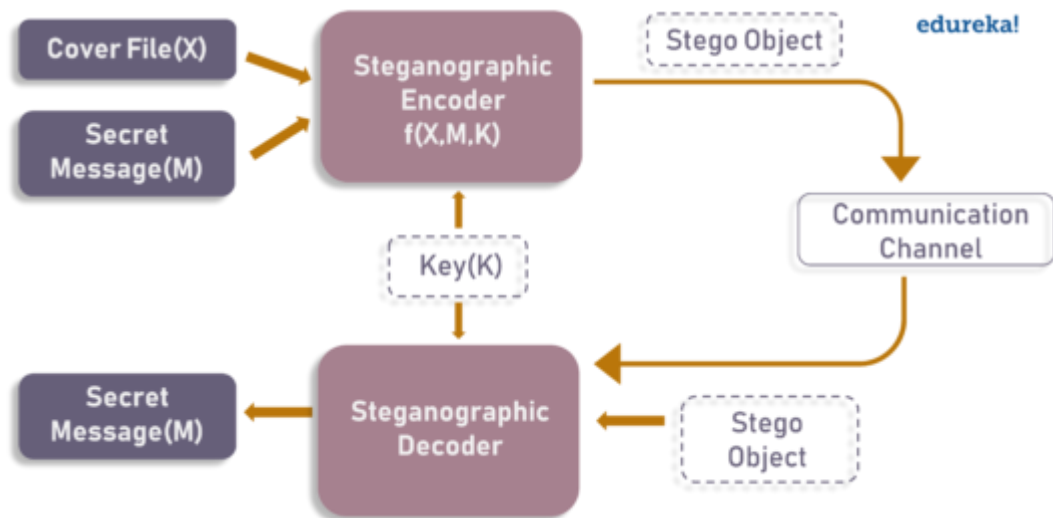 Cover File(X)
Steganographic
Encoder
f(X,M,K)
Stego Object
edureka!
Secret
Message(M)
Communication
Channel
Key(K)
Secret
Message(M)
Steganographic
Decoder
Stego
Object